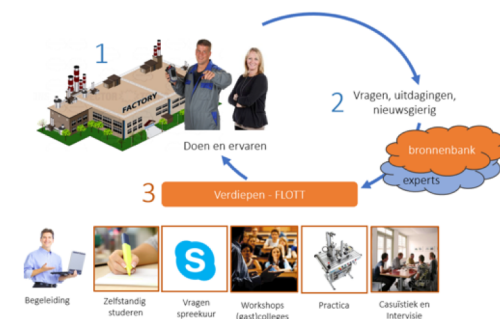 1
FACTORY
Doen en ervaren
2
Vragen, uitdagingen,
nieuwsgierig
bronnenbank
experts
3
Verdiepen - FLOTT
Begeleiding
Zelfstandig
studeren
Vragen
spreekuur
Workshops
(gast)colleges
Practica
Casuïstiek en
Intervisie